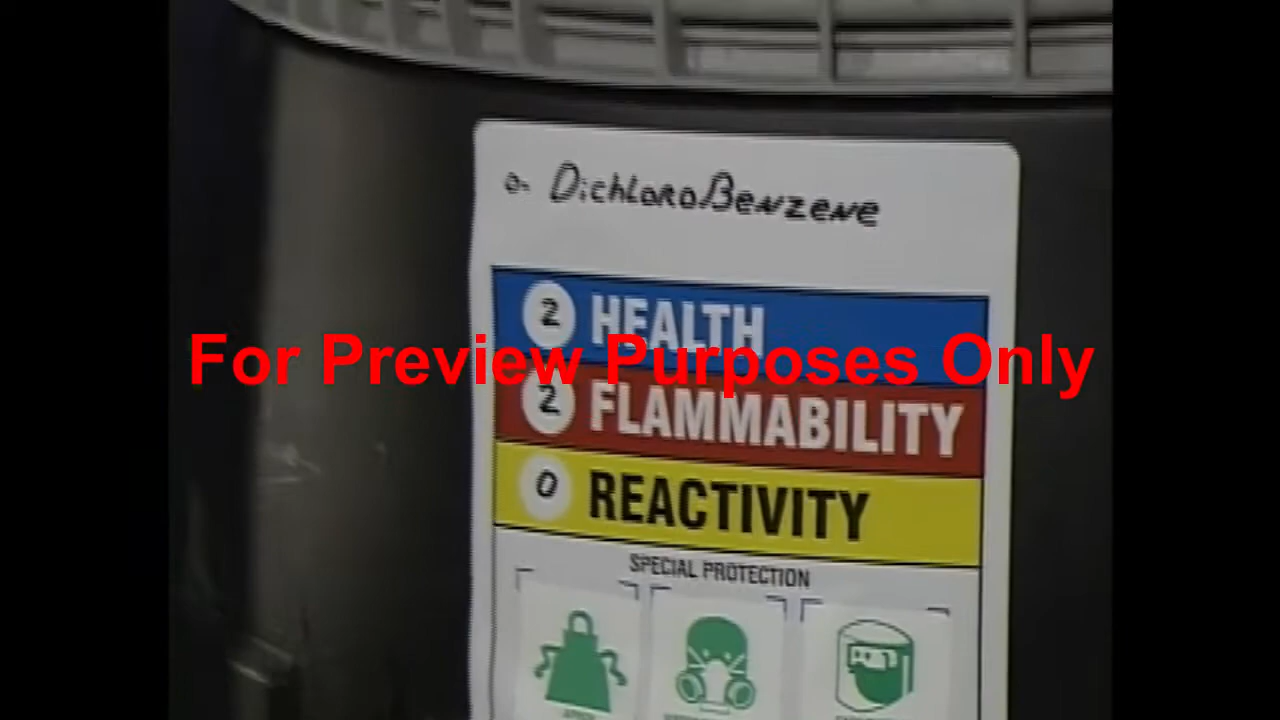 o- DichloroBenzene
2 HEALTH
For Preview Purposes Only
2 FLAMMABILITY
0 REACTIVITY
SPECIAL PROTECTION